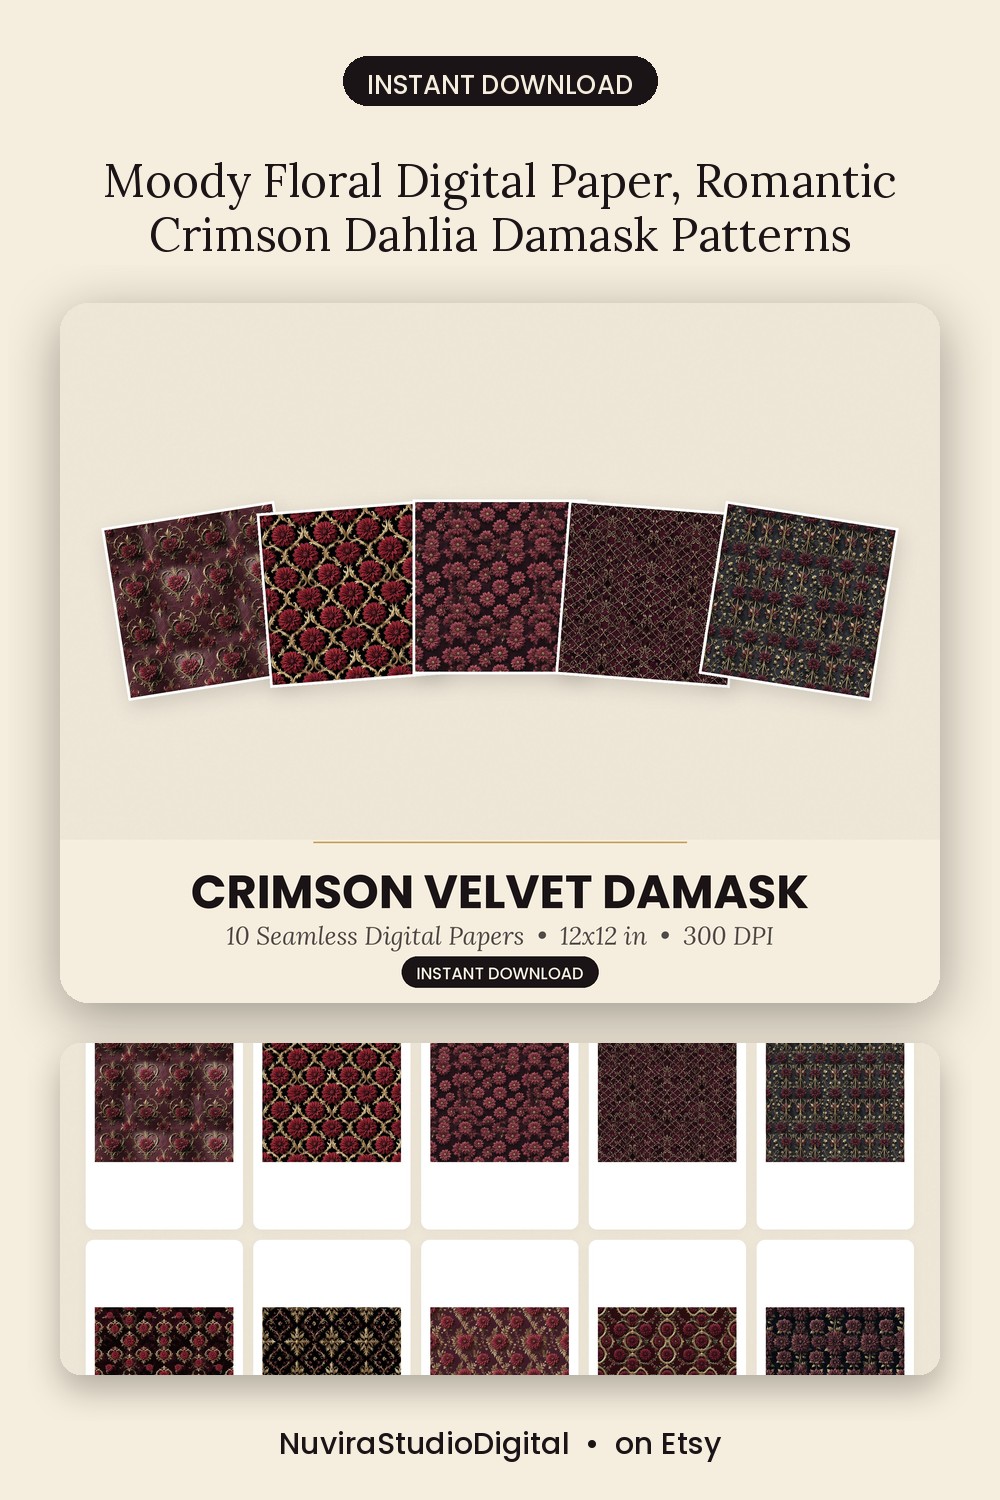 INSTANT DOWNLOAD
Moody Floral Digital Paper, Romantic
Crimson Dahlia Damask Patterns
CRIMSON VELVET DAMASK
10 Seamless Digital Papers • 12x12 in • 300 DPI
INSTANT DOWNLOAD
NuviraStudioDigital • on Etsy